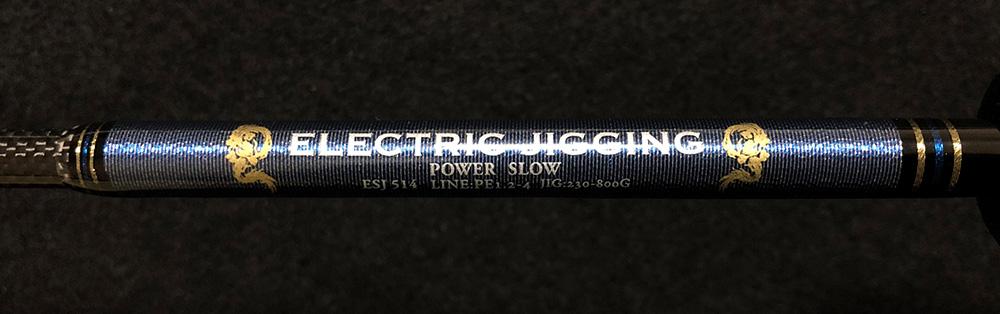 ELECTRIC JIGGING
POWER SLOW
ESJ 514 LINE:PE1.2-4 JIG:230-800G